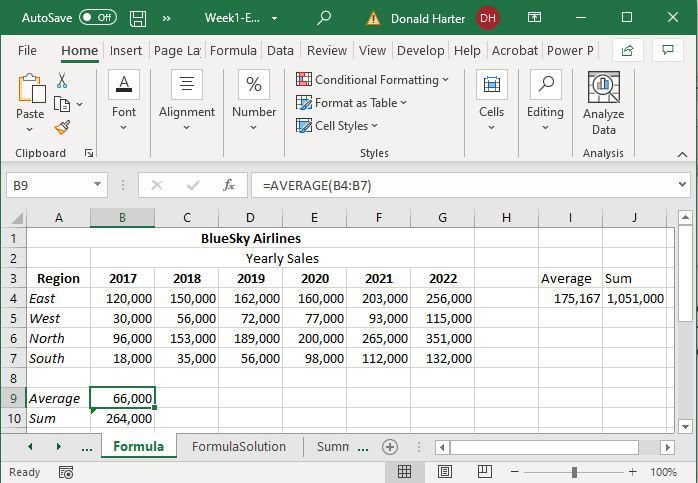 AutoSave Off Week1-E... Donald Harter DH
File Home Insert Page La Formula Data Review View Develop Help Acrobat Power P
Paste Font Alignment Number Conditional Formatting Format as Table Cell Styles Cells Editing Analyze Data
Clipboard Styles Analysis
B9 fx =AVERAGE(B4:B7)
A B C D E F G H I J
1 BlueSky Airlines
2 Yearly Sales
3 Region 2017 2018 2019 2020 2021 2022 Average Sum
4 East 120,000 150,000 162,000 160,000 203,000 256,000 175,167 1,051,000
5 West 30,000 56,000 72,000 77,000 93,000 115,000
6 North 96,000 153,000 189,000 200,000 265,000 351,000
7 South 18,000 35,000 56,000 98,000 112,000 132,000
8
9 Average 66,000
10 Sum 264,000
... Formula FormulaSolution Summ ...
Ready 100%